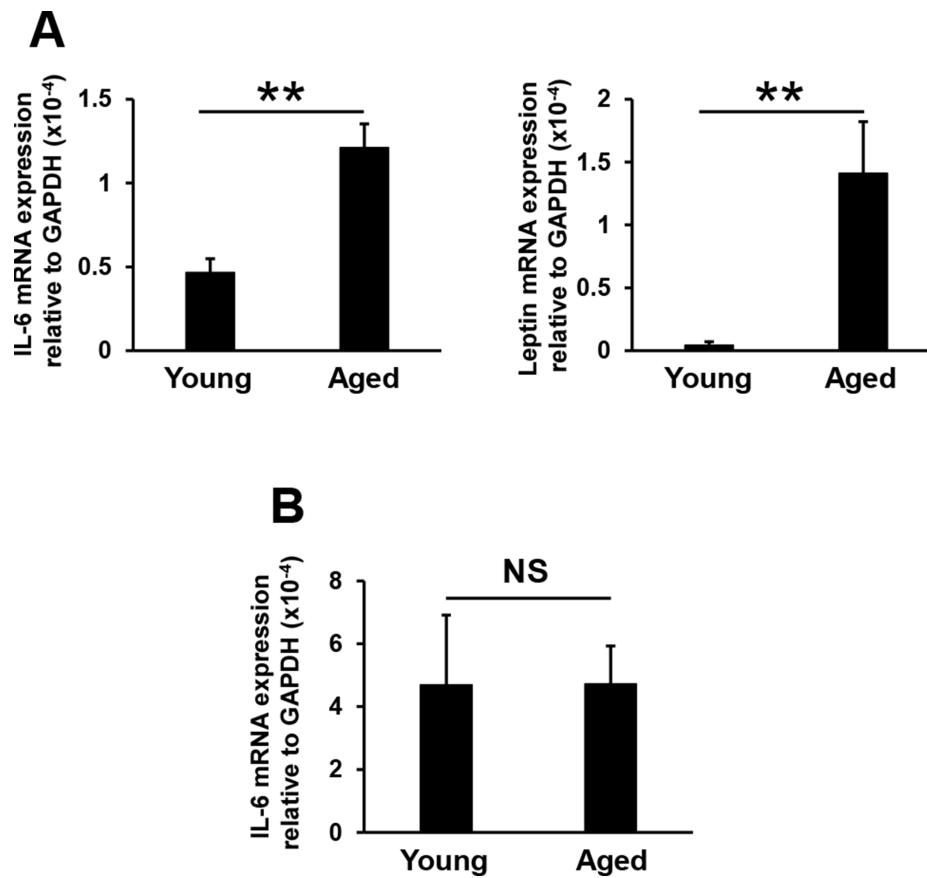 A
IL-6 mRNA expression
relative to GAPDH (x10⁻⁴)
1.5
1
0.5
0
**
Young Aged
Leptin mRNA expression
relative to GAPDH (x10⁻⁴)
2
1.5
1
0.5
0
**
Young Aged
B
IL-6 mRNA expression
relative to GAPDH (x10⁻⁴)
8
6
4
2
0
NS
Young Aged